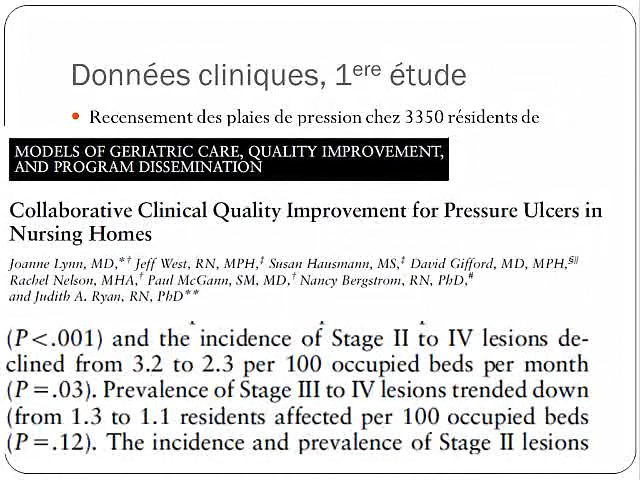 Données cliniques, 1ere étude
• Recensement des plaies de pression chez 3350 résidents de
MODELS OF GERIATRIC CARE, QUALITY IMPROVEMENT,
AND PROGRAM DISSEMINATION
Collaborative Clinical Quality Improvement for Pressure Ulcers in
Nursing Homes
Joanne Lynn, MD,*† Jeff West, RN, MPH,‡ Susan Hausmann, MS,‡ David Gifford, MD, MPH,§||
Rachel Nelson, MHA,† Paul McGann, SM, MD,† Nancy Bergstrom, RN, PhD,#
and Judith A. Ryan, RN, PhD**
(P<.001) and the incidence of Stage II to IV lesions de-
clined from 3.2 to 2.3 per 100 occupied beds per month
(P=.03). Prevalence of Stage III to IV lesions trended down
(from 1.3 to 1.1 residents affected per 100 occupied beds
(P=.12). The incidence and prevalence of Stage II lesions